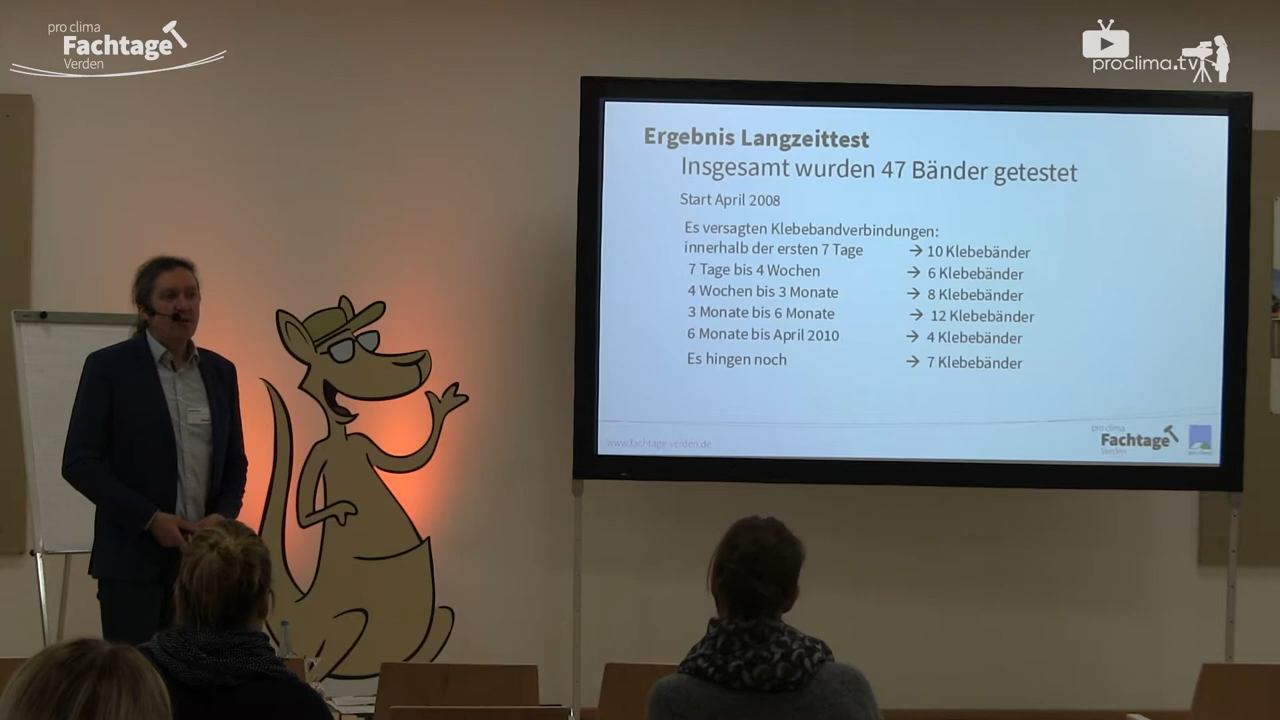 pro clima
Fachtage
Verden
proclima.tv
Ergebnis Langzeittest
Insgesamt wurden 47 Bänder getestet
Start April 2008
Es versagten Klebebandverbindungen:
innerhalb der ersten 7 Tage → 10 Klebebänder
7 Tage bis 4 Wochen → 6 Klebebänder
4 Wochen bis 3 Monate → 8 Klebebänder
3 Monate bis 6 Monate → 12 Klebebänder
6 Monate bis April 2010 → 4 Klebebänder
Es hingen noch → 7 Klebebänder
www.fachtage-verden.de
pro clima
Fachtage
Verden